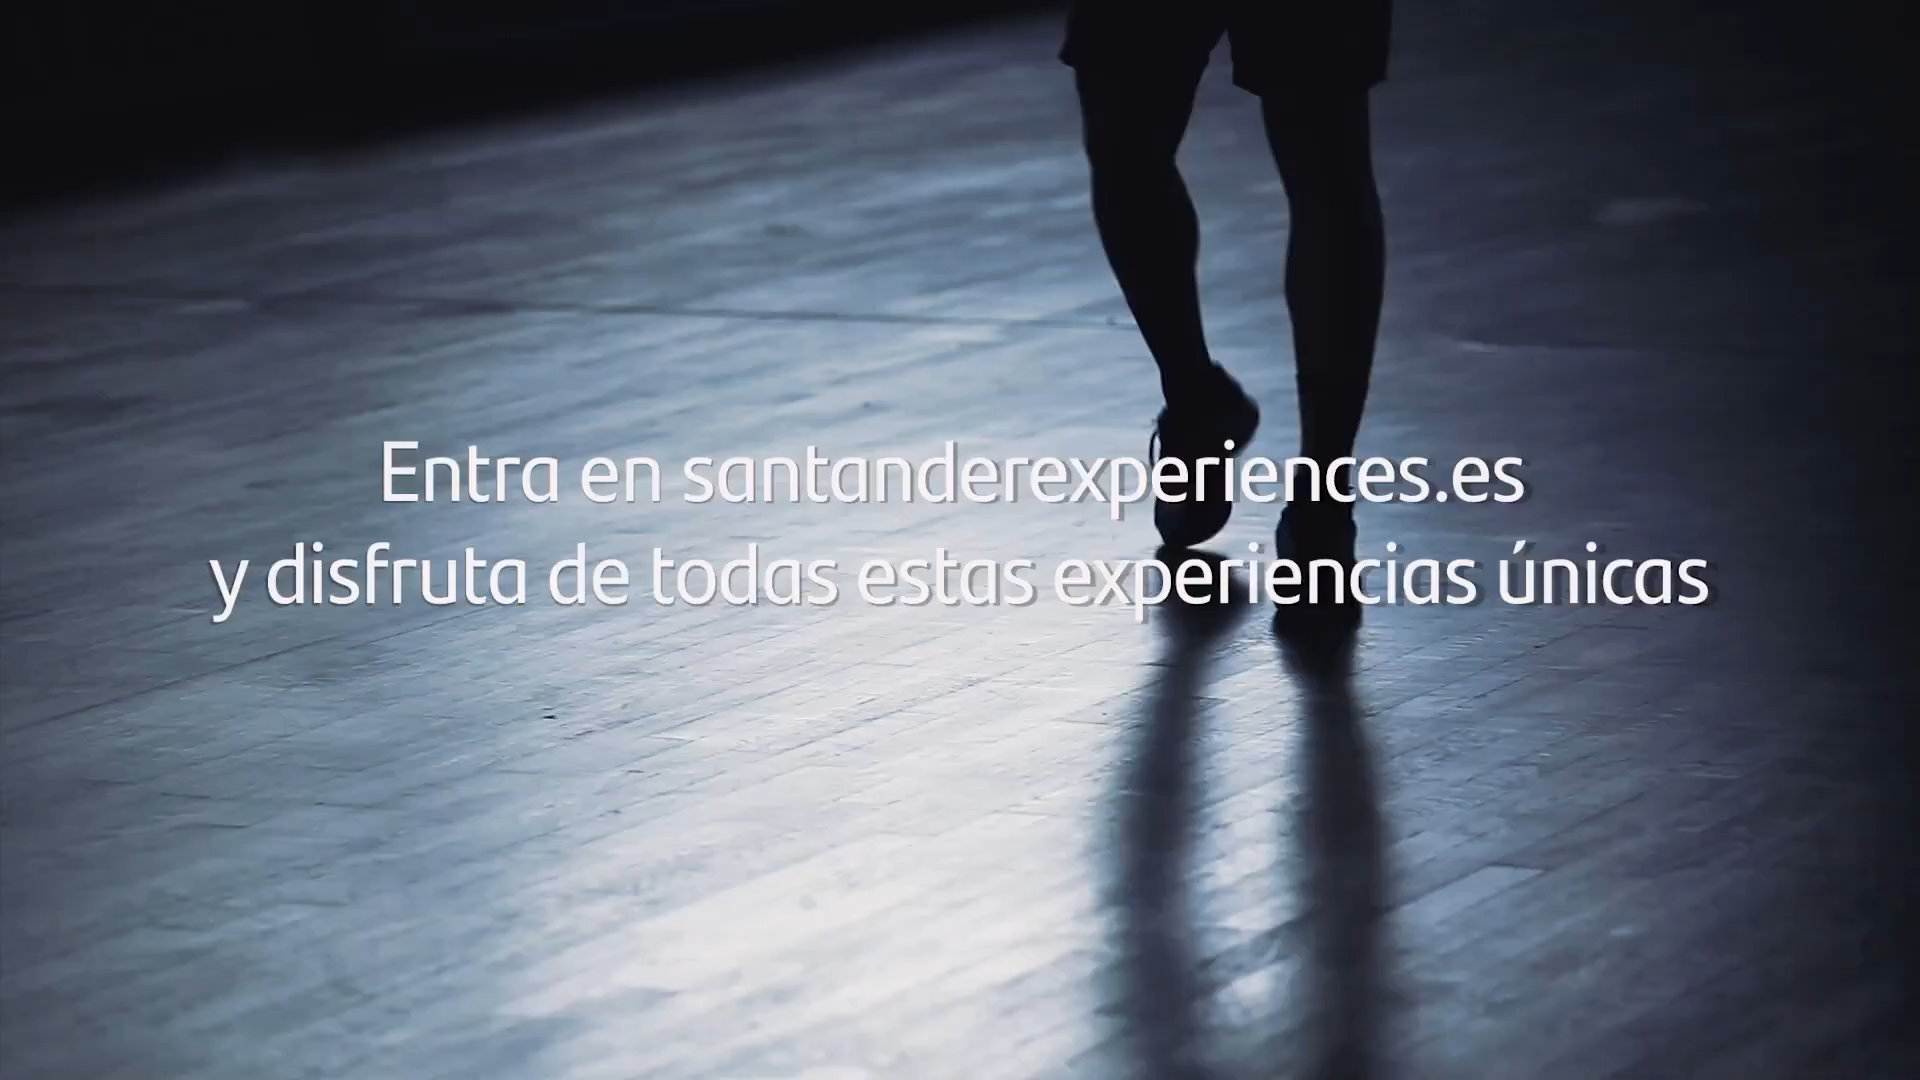 Entra en santanderexperiences.es
y disfruta de todas estas experiencias únicas